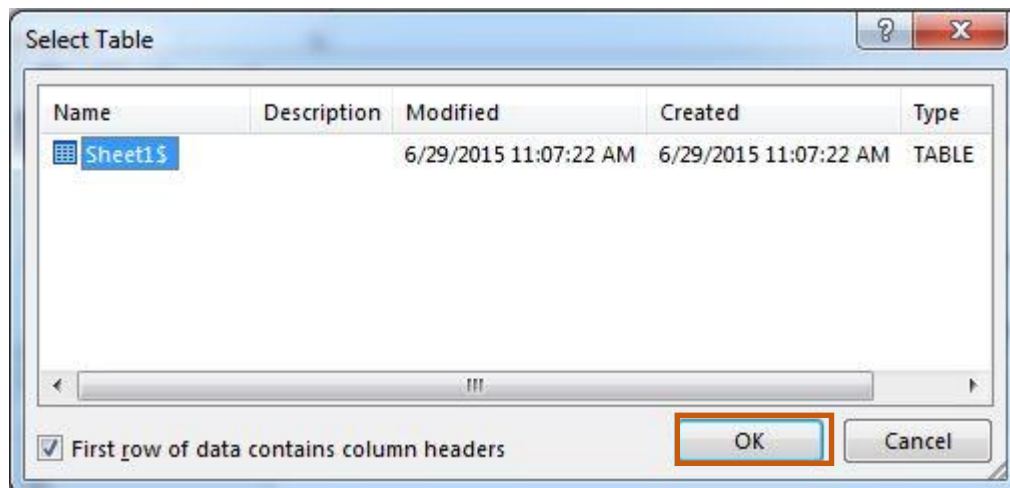 Select Table
Name Description Modified Created Type
Sheet1$ 6/29/2015 11:07:22 AM 6/29/2015 11:07:22 AM TABLE
First row of data contains column headers OK Cancel